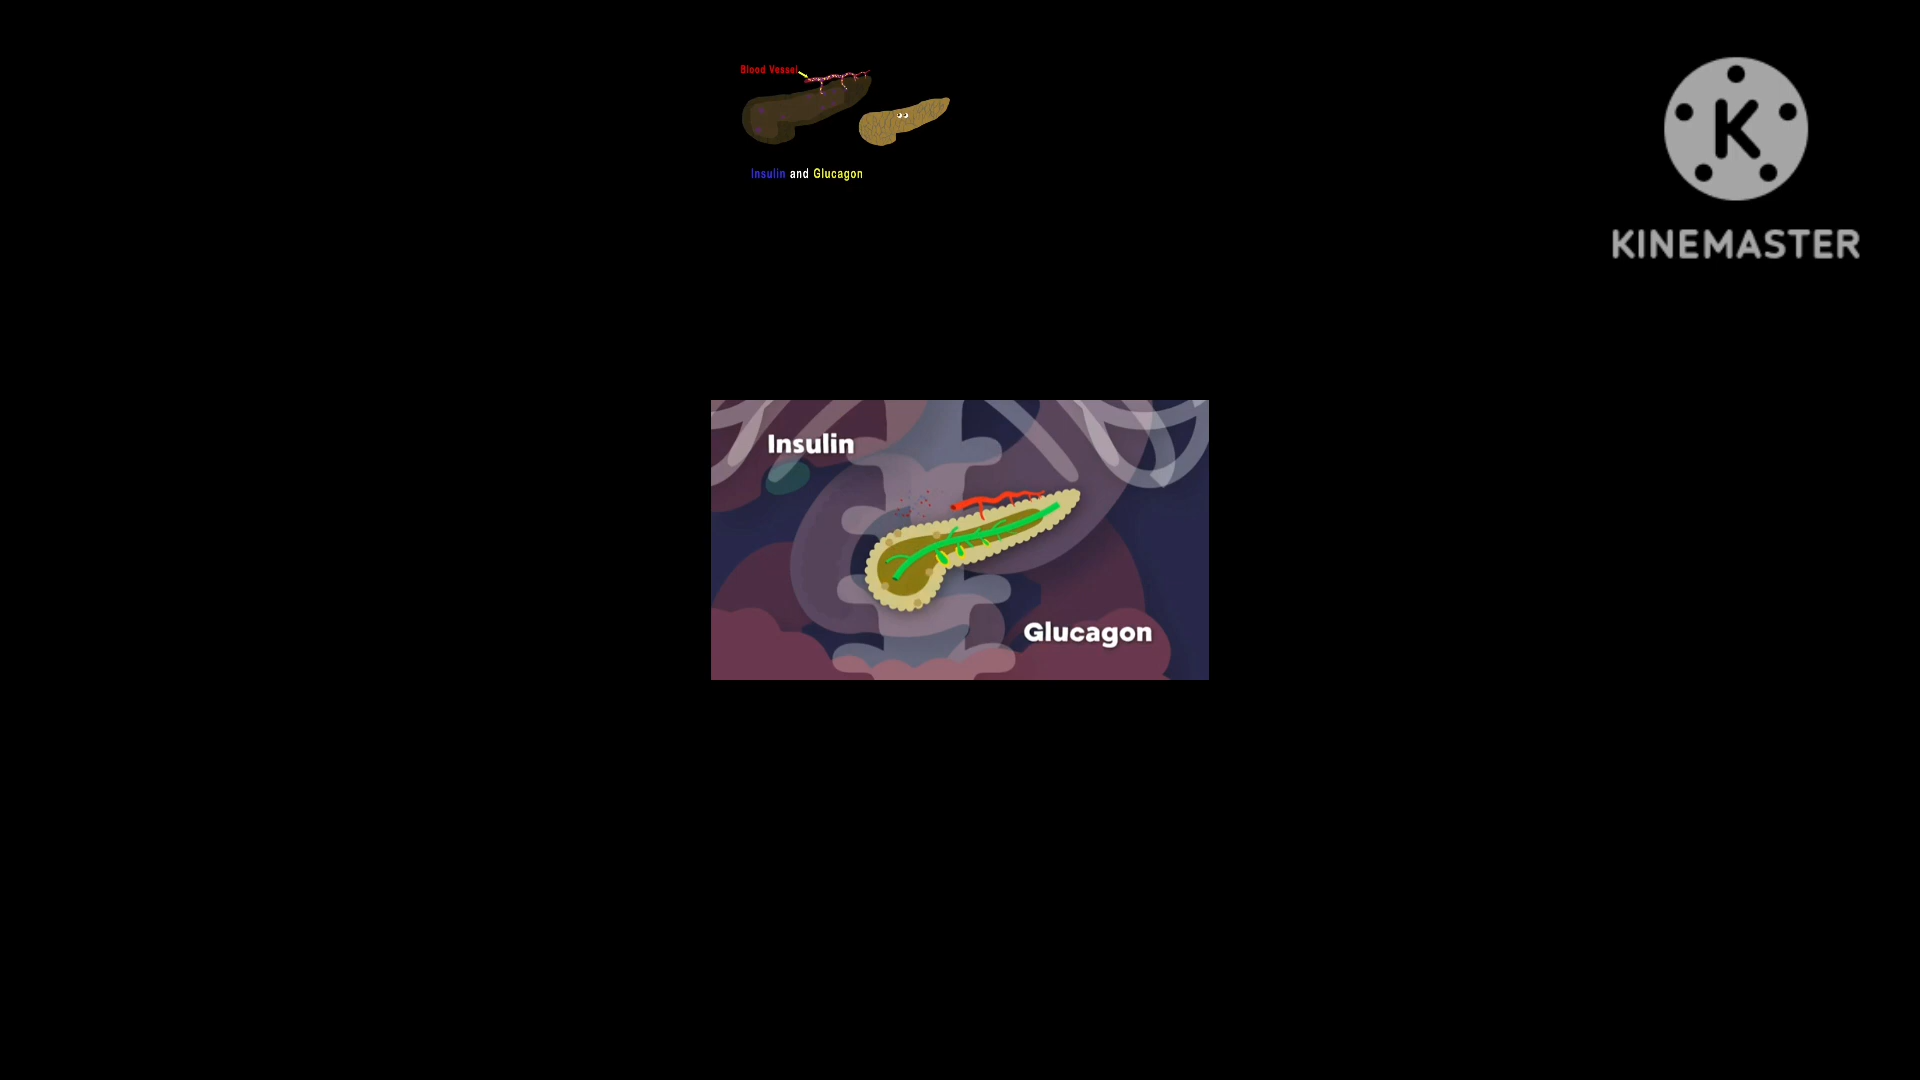 Blood Vessel
Insulin and Glucagon
K
KINEMASTER
Insulin
Glucagon